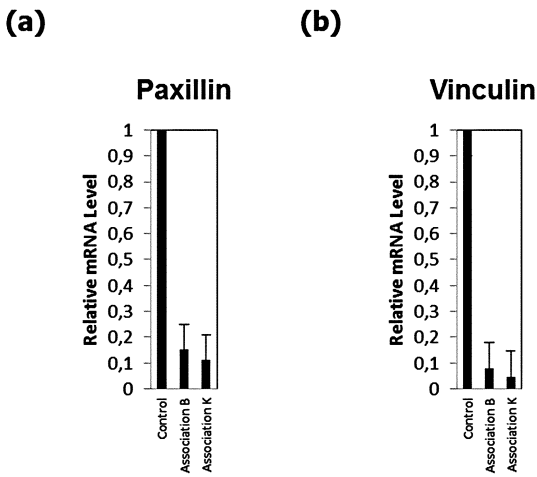 (a)
Paxillin
Relative mRNA Level
1
0,9
0,8
0,7
0,6
0,5
0,4
0,3
0,2
0,1
0
Control
Association B
Association K
(b)
Vinculin
Relative mRNA Level
1
0,9
0,8
0,7
0,6
0,5
0,4
0,3
0,2
0,1
0
Control
Association B
Association K